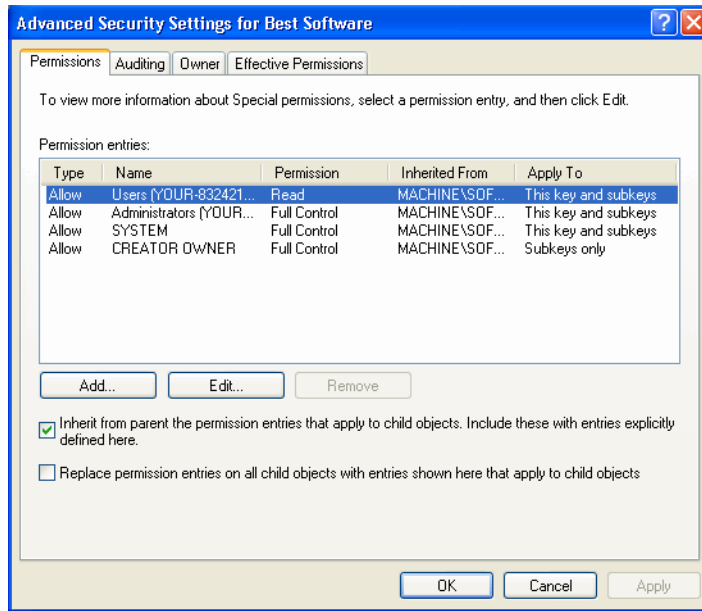 Advanced Security Settings for Best Software
Permissions Auditing Owner Effective Permissions
To view more information about Special permissions, select a permission entry, and then click Edit.
Permission entries:
Type Name Permission Inherited From Apply To
Allow Users (YOUR-832421... Read MACHINE\SOF... This key and subkeys
Allow Administrators (YOUR... Full Control MACHINE\SOF... This key and subkeys
Allow SYSTEM Full Control MACHINE\SOF... This key and subkeys
Allow CREATOR OWNER Full Control MACHINE\SOF... Subkeys only
Add... Edit... Remove
Inherit from parent the permission entries that apply to child objects. Include these with entries explicitly
defined here.
Replace permission entries on all child objects with entries shown here that apply to child objects
OK Cancel Apply